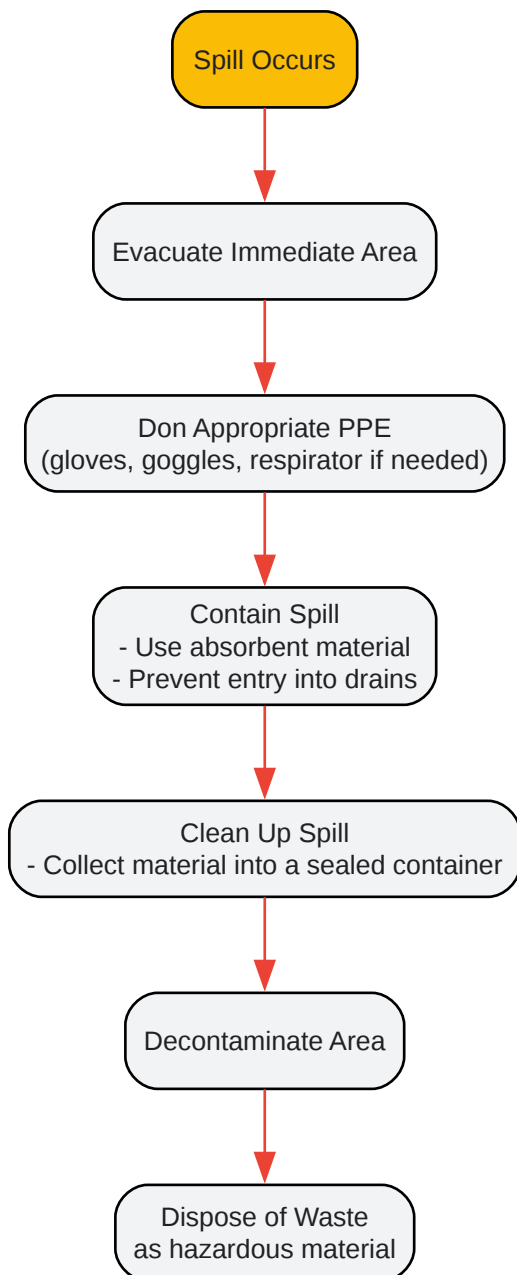 Spill Occurs
Evacuate Immediate Area
Don Appropriate PPE
(gloves, goggles, respirator if needed)
Contain Spill
- Use absorbent material
- Prevent entry into drains
Clean Up Spill
- Collect material into a sealed container
Decontaminate Area
Dispose of Waste
as hazardous material